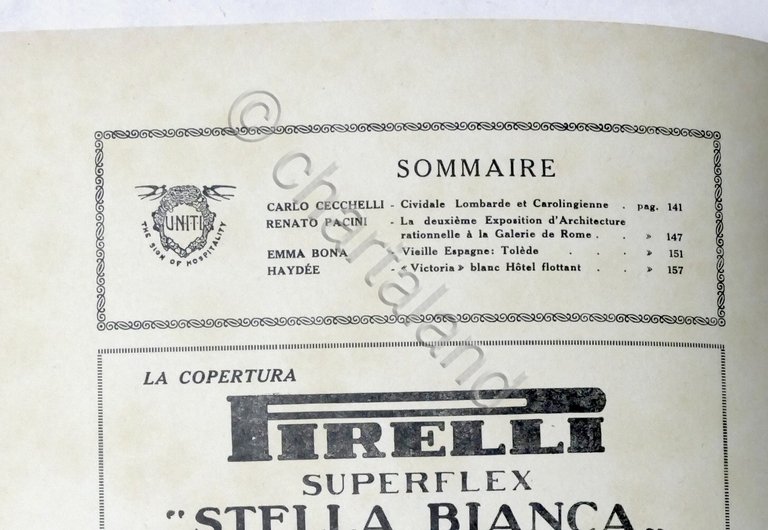 SOMMAIRE
CARLO CECCHELLI - Cividale Lombarde et Carolingienne . pag. 141
RENATO PACINI - La deuxième Exposition d'Architecture
rationnelle à la Galerie de Rome . . » 147
EMMA BONA - Vieille Espagne: Tolède . . » 151
HAYDÉE - « Victoria » blanc Hôtel flottant . . » 157
UNITI
THE SIGN OF HOSPITALITY
© chartaland
LA COPERTURA
PIRELLI
SUPERFLEX
"STELLA BIANCA„